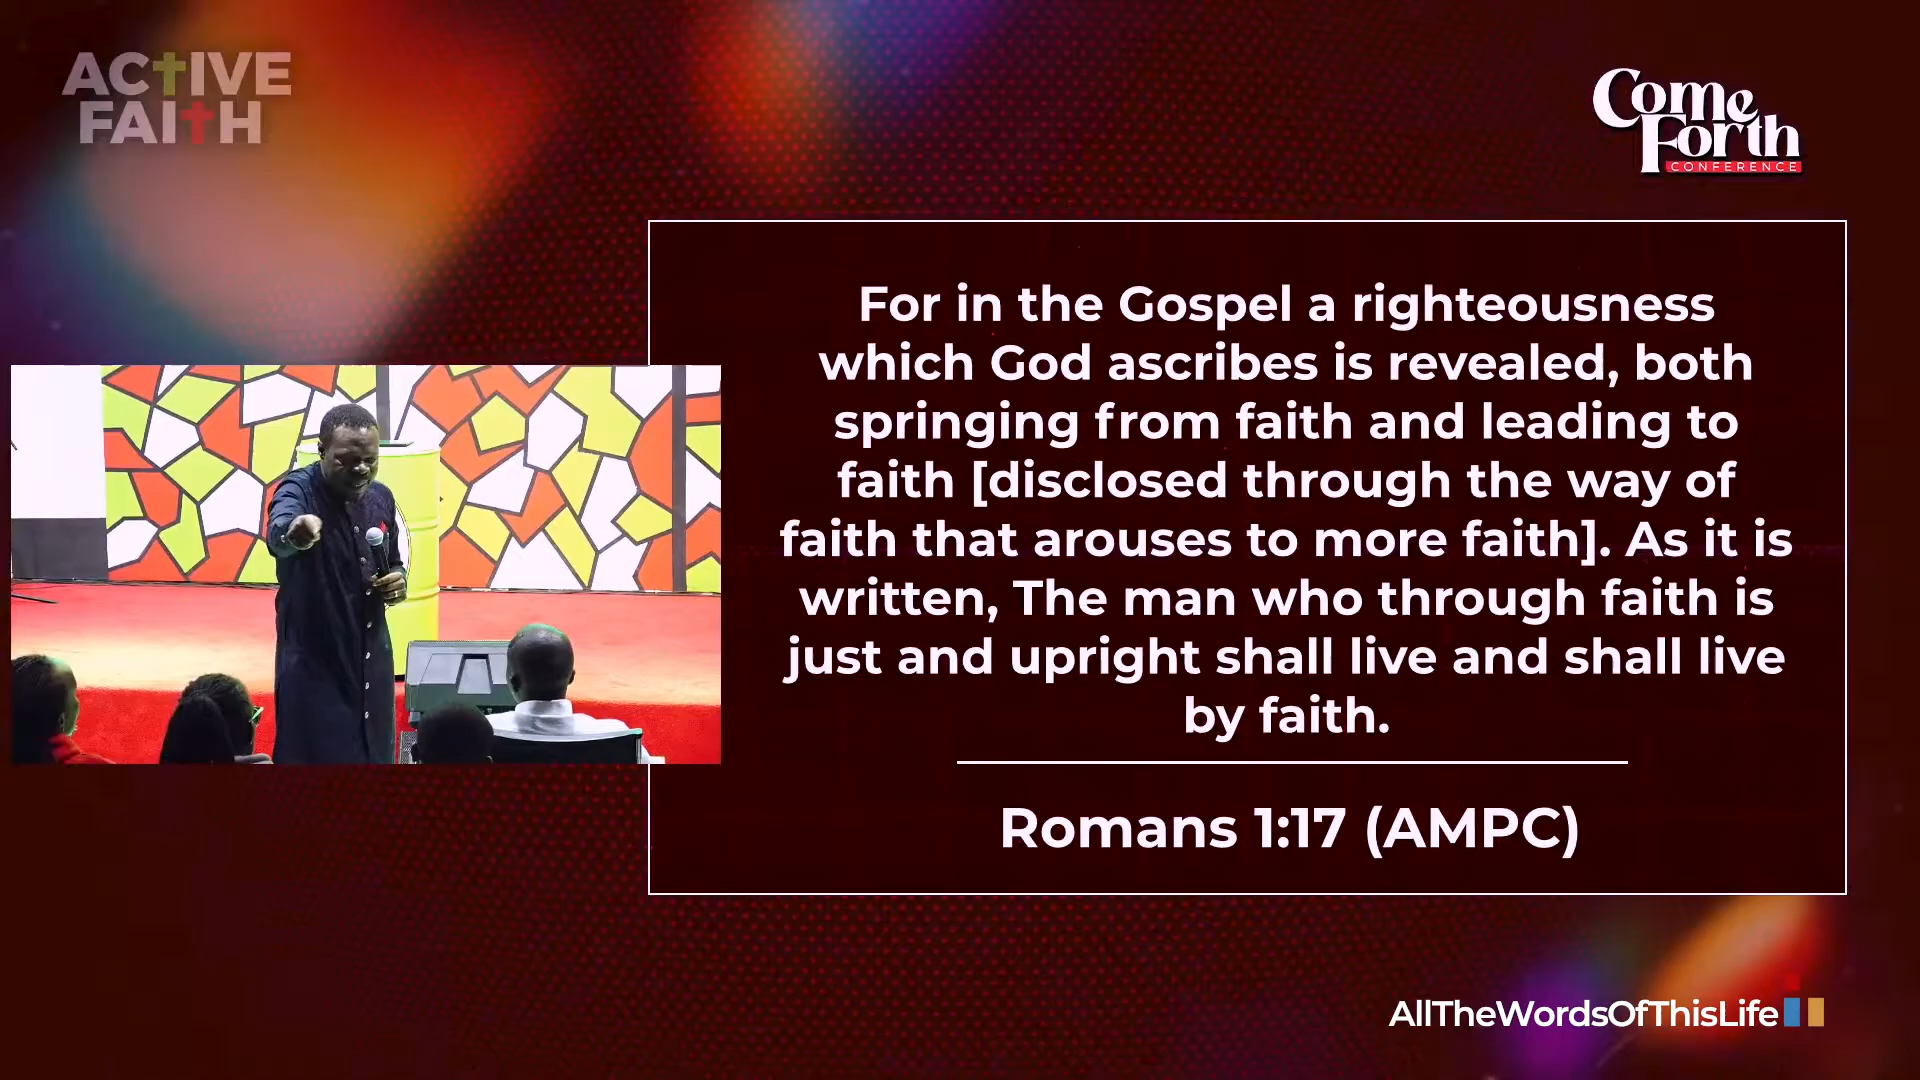 ACTIVE
FAITH
Come
Forth
CONFERENCE
For in the Gospel a righteousness
which God ascribes is revealed, both
springing from faith and leading to
faith [disclosed through the way of
faith that arouses to more faith]. As it is
written, The man who through faith is
just and upright shall live and shall live
by faith.
Romans 1:17 (AMPC)
AllTheWordsOfThisLife